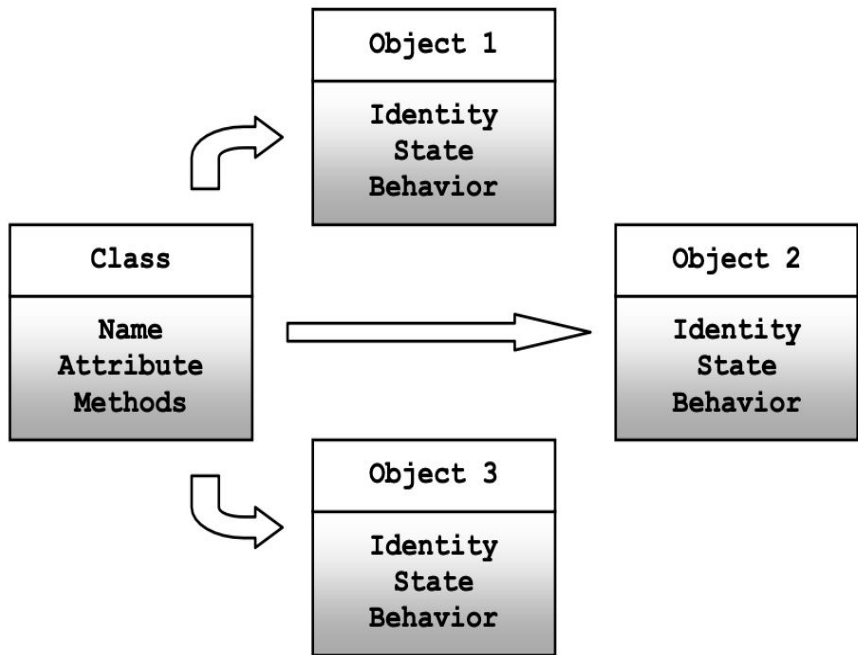 Object 1
Identity
State
Behavior
Class
Name
Attribute
Methods
Object 2
Identity
State
Behavior
Object 3
Identity
State
Behavior